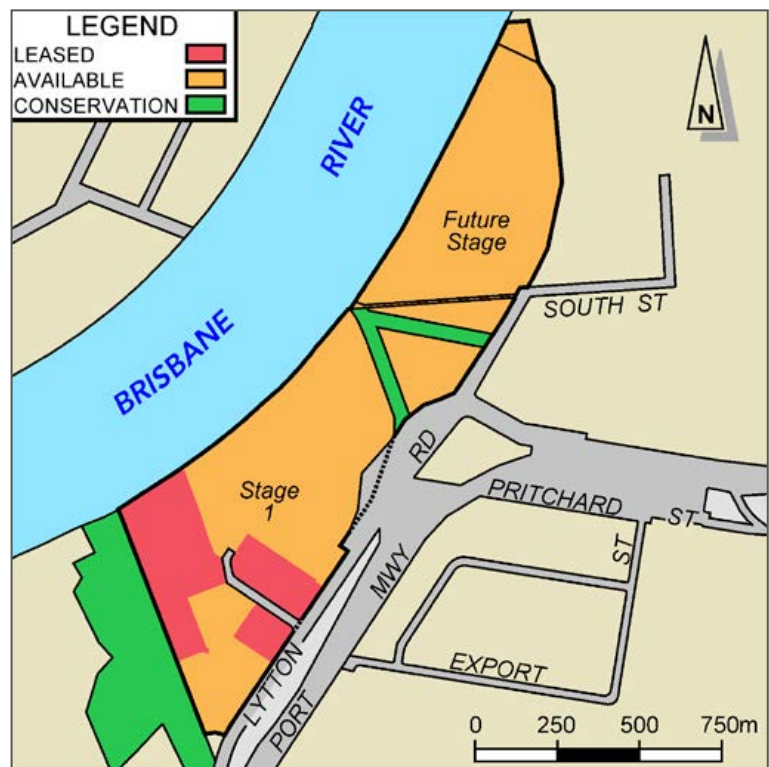 LEGEND
LEASED
AVAILABLE
CONSERVATION
RIVER
N
Future
Stage
SOUTH ST
BRISBANE
RD
Stage
1
PRITCHARD
ST
ST
MWY
LYTTON
EXPORT
PORT
0 250 500 750m